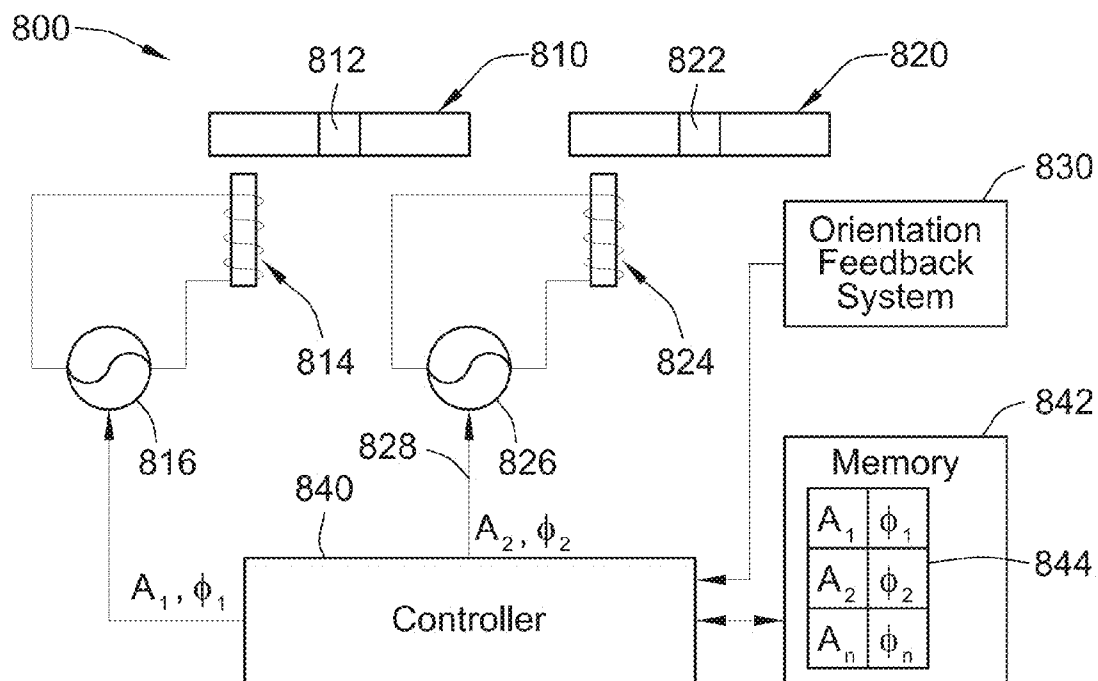 800
812
810
822
820
830
Orientation
Feedback
System
814
824
816
828
826
842
840
Memory
A₁ ϕ₁
A₂ ϕ₂
Aₙ ϕₙ
844
A₂, ϕ₂
A₁, ϕ₁
Controller